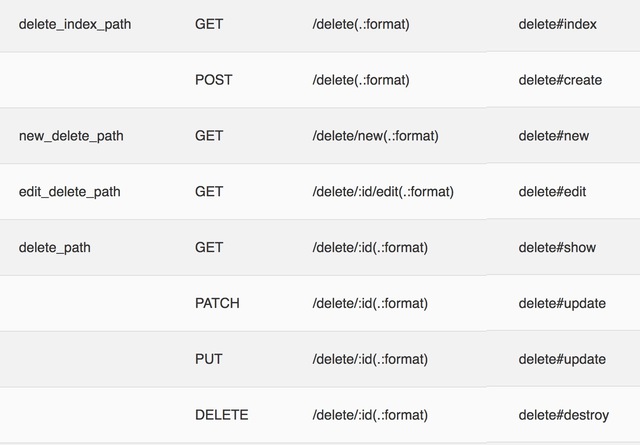 delete_index_path GET /delete(.:format) delete#index
POST /delete(.:format) delete#create
new_delete_path GET /delete/new(.:format) delete#new
edit_delete_path GET /delete/:id/edit(.:format) delete#edit
delete_path GET /delete/:id(.:format) delete#show
PATCH /delete/:id(.:format) delete#update
PUT /delete/:id(.:format) delete#update
DELETE /delete/:id(.:format) delete#destroy